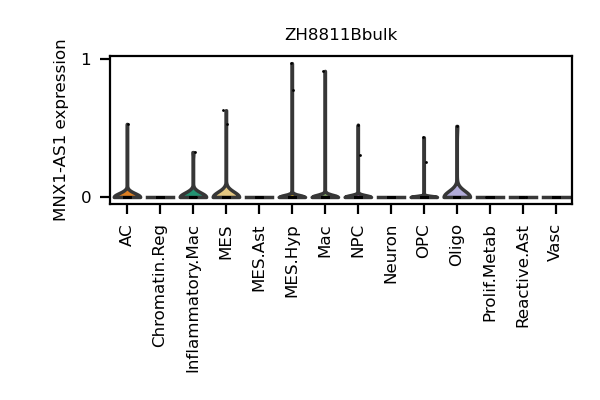 ZH8811Bbulk
MNX1-AS1 expression
1
0
AC
Chromatin.Reg
Inflammatory.Mac
MES
MES.Ast
MES.Hyp
Mac
NPC
Neuron
OPC
Oligo
Prolif.Metab
Reactive.Ast
Vasc